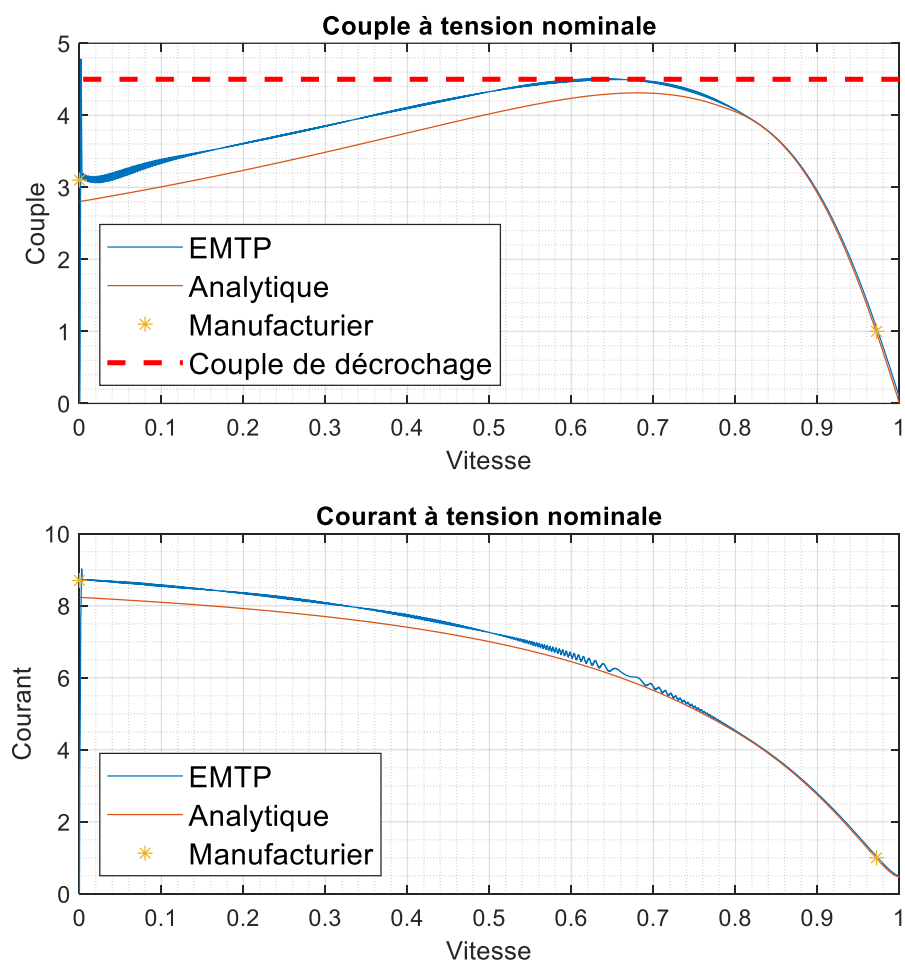 Couple à tension nominale
5
4
3
2
1
0
Couple
EMTP
Analytique
Manufacturier
Couple de décrochage
0 0.1 0.2 0.3 0.4 0.5 0.6 0.7 0.8 0.9 1
Vitesse
Courant à tension nominale
10
8
6
4
2
0
Courant
EMTP
Analytique
Manufacturier
0 0.1 0.2 0.3 0.4 0.5 0.6 0.7 0.8 0.9 1
Vitesse